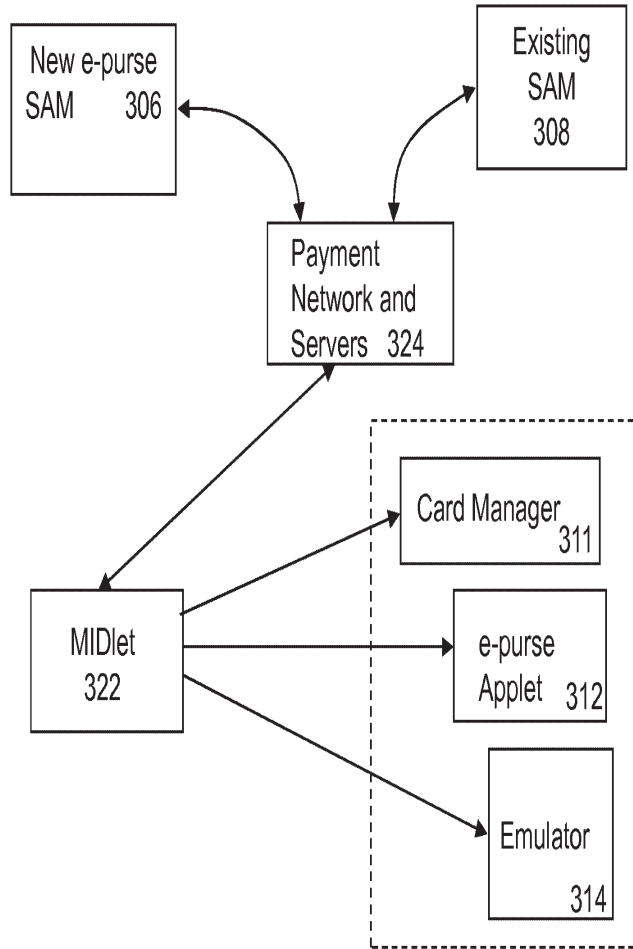 New e-purse
SAM 306
Existing
SAM
308
Payment
Network and
Servers 324
Card Manager
311
MIDlet
322
e-purse
Applet 312
Emulator
314